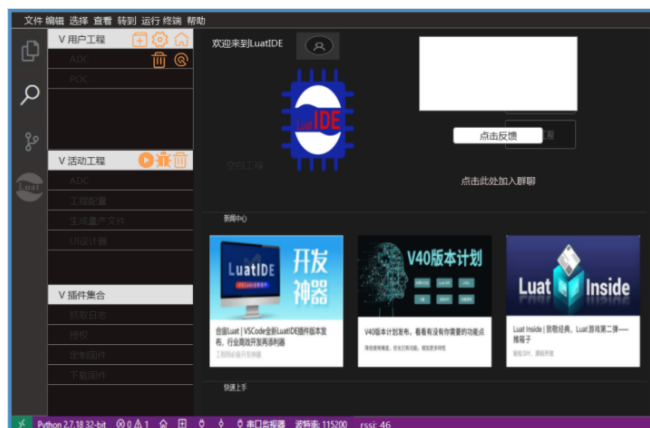 文件 编辑 选择 查看 转到 运行 终端 帮助
V 用户工程
ADC
POC
V 活动工程
ADC
工程配置
生成量产文件
UI设计器
V 插件集合
抓取日志
授权
定制固件
下载固件
Luat
欢迎来到LuatIDE
Luat IDE
空白工程
点击反馈
点击此处加入群聊
新闻中心
LuatIDE
开发
神器
合宙Luat | VSCode全新LuatIDE插件版本发
布，行业高效开发再添利器
V40版本计划
V40版本计划发布，看看有没有你需要的功能点
Luat Inside
Luat Inside | 致敬经典，Luat游戏第二弹——
推箱子
快速上手
Python 2.7.18 32-bit 0 1 串口监视器 波特率: 115200 rssi: 46